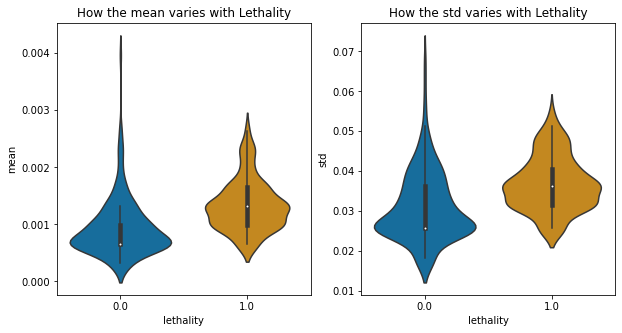 How the mean varies with Lethality
mean
0.004
0.003
0.002
0.001
0.000
0.0
1.0
lethality
How the std varies with Lethality
std
0.07
0.06
0.05
0.04
0.03
0.02
0.01
0.0
1.0
lethality